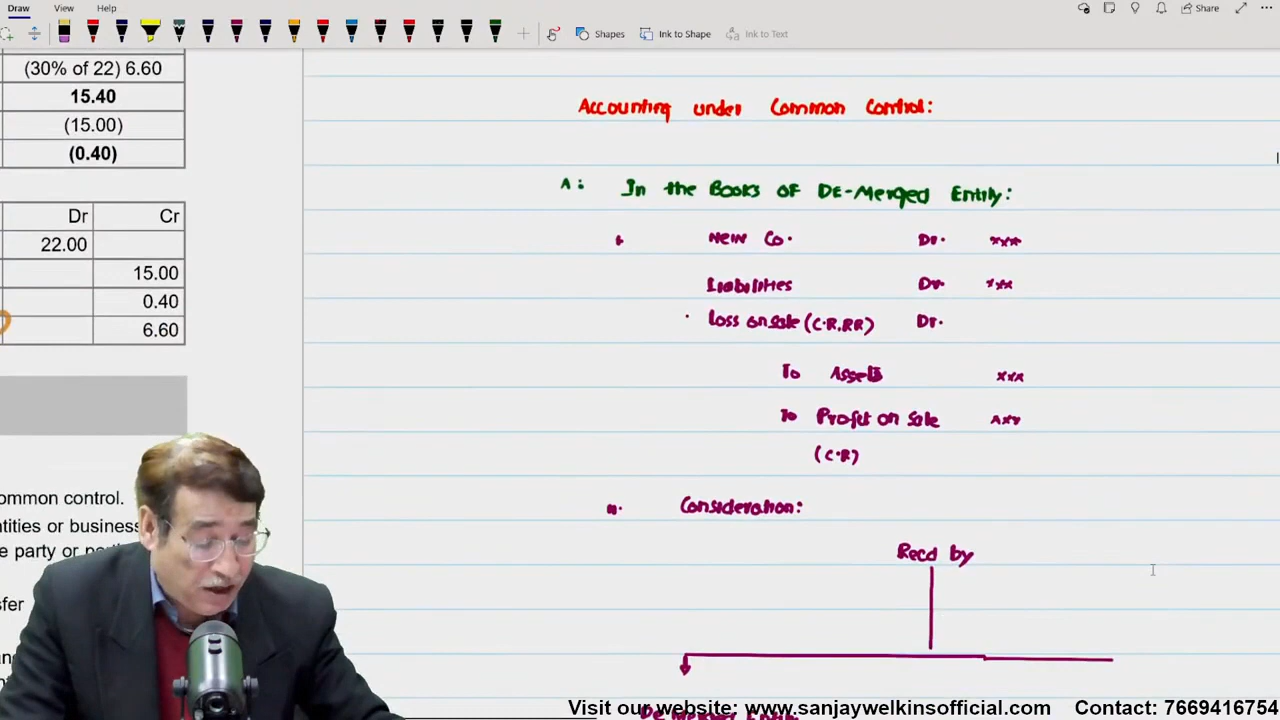 Draw View Help
Share
Shapes Ink to Shape Ink to Text
(30% of 22) 6.60
15.40
(15.00)
(0.40)
Dr Cr
22.00
15.00
0.40
6.60
ommon control.
ntities or business
e party or
sfer
Accounting under Common Control:
A: In the Books of DE-Merged Entity:
New Co. Dr. xxx
Liabilities Dr. xxx
Loss on sale (C.R, RR) Dr.
To Assets xxx
To Profit on Sale xxx
(C.R)
Consideration:
Recd by
Visit our website: www.sanjaywelkinsofficial.com Contact: 7669416754